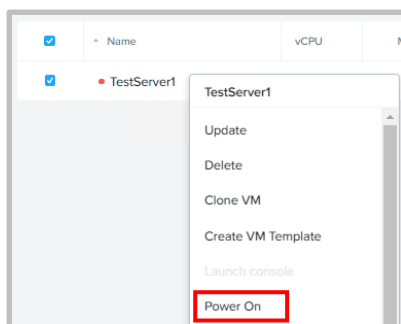 Name vCPU
TestServer1
TestServer1
Update
Delete
Clone VM
Create VM Template
Launch console
Power On